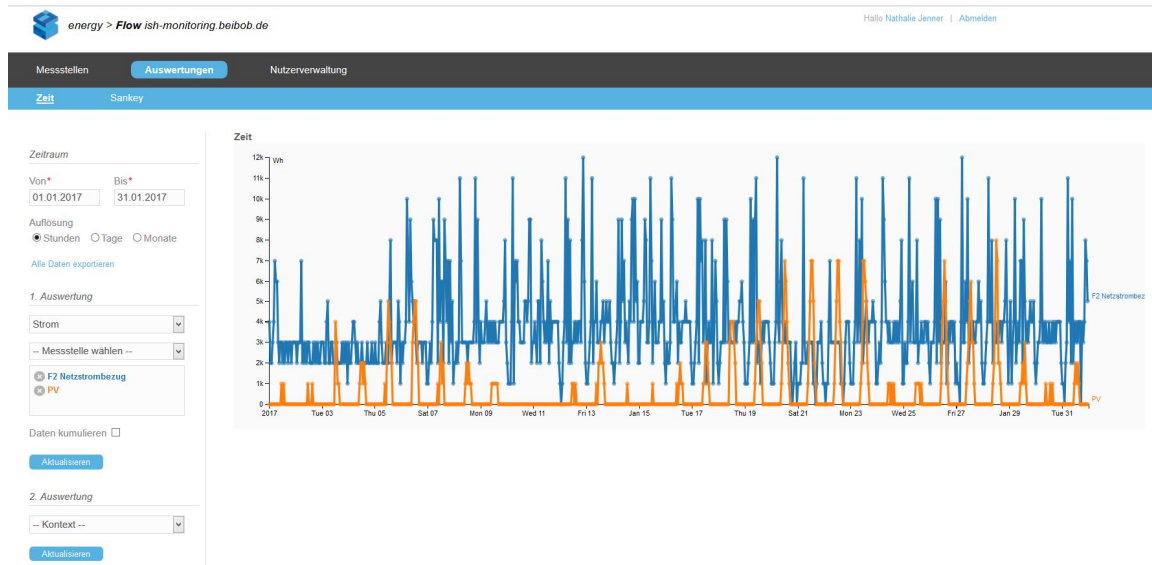 energy > Flow ish-monitoring.beibob.de
Hallo Nathalie Jenner | Abmelden
Messstellen Auswertungen Nutzerverwaltung
Zeit Sankey
Zeitraum
Von* Bis*
01.01.2017 31.01.2017
Auflösung
Stunden Tage Monate
Alle Daten exportieren
1. Auswertung
Strom
-- Messstelle wählen --
F2 Netzstrombezug
PV
Daten kumulieren
Aktualisieren
2. Auswertung
-- Kontext --
Aktualisieren
Zeit
12k Wh
11k
10k
9k
8k
7k
6k
5k
4k
3k
2k
1k
0
2017 Tue 03 Thu 05 Sat 07 Mon 09 Wed 11 Fri 13 Jan 15 Tue 17 Thu 19 Sat 21 Mon 23 Wed 25 Fri 27 Jan 29 Tue 31
F2 Netzstrombez
PV